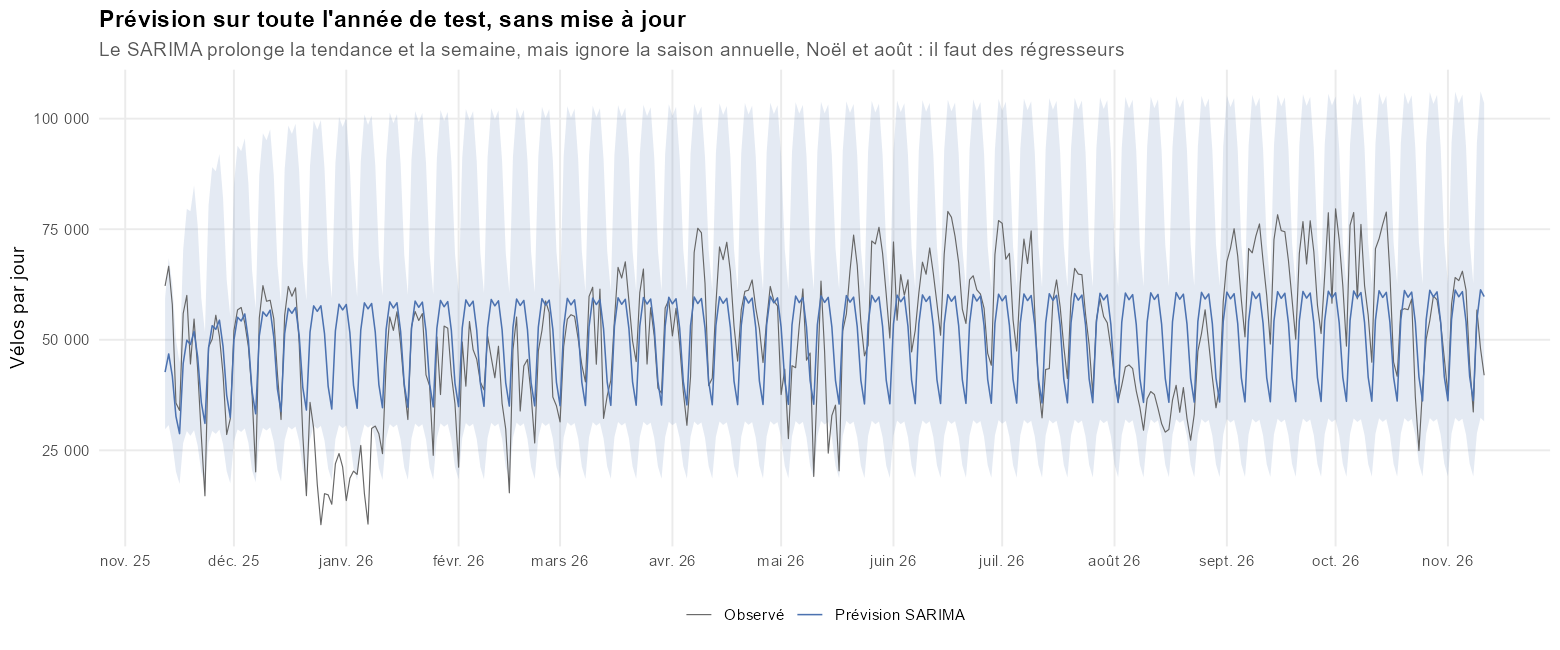 Prévision sur toute l'année de test, sans mise à jour
Le SARIMA prolonge la tendance et la semaine, mais ignore la saison annuelle, Noël et août : il faut des régresseurs
Vélos par jour
100 000
75 000
50 000
25 000
nov. 25 déc. 25 janv. 26 févr. 26 mars 26 avr. 26 mai 26 juin 26 juil. 26 août 26 sept. 26 oct. 26 nov. 26
Observé Prévision SARIMA